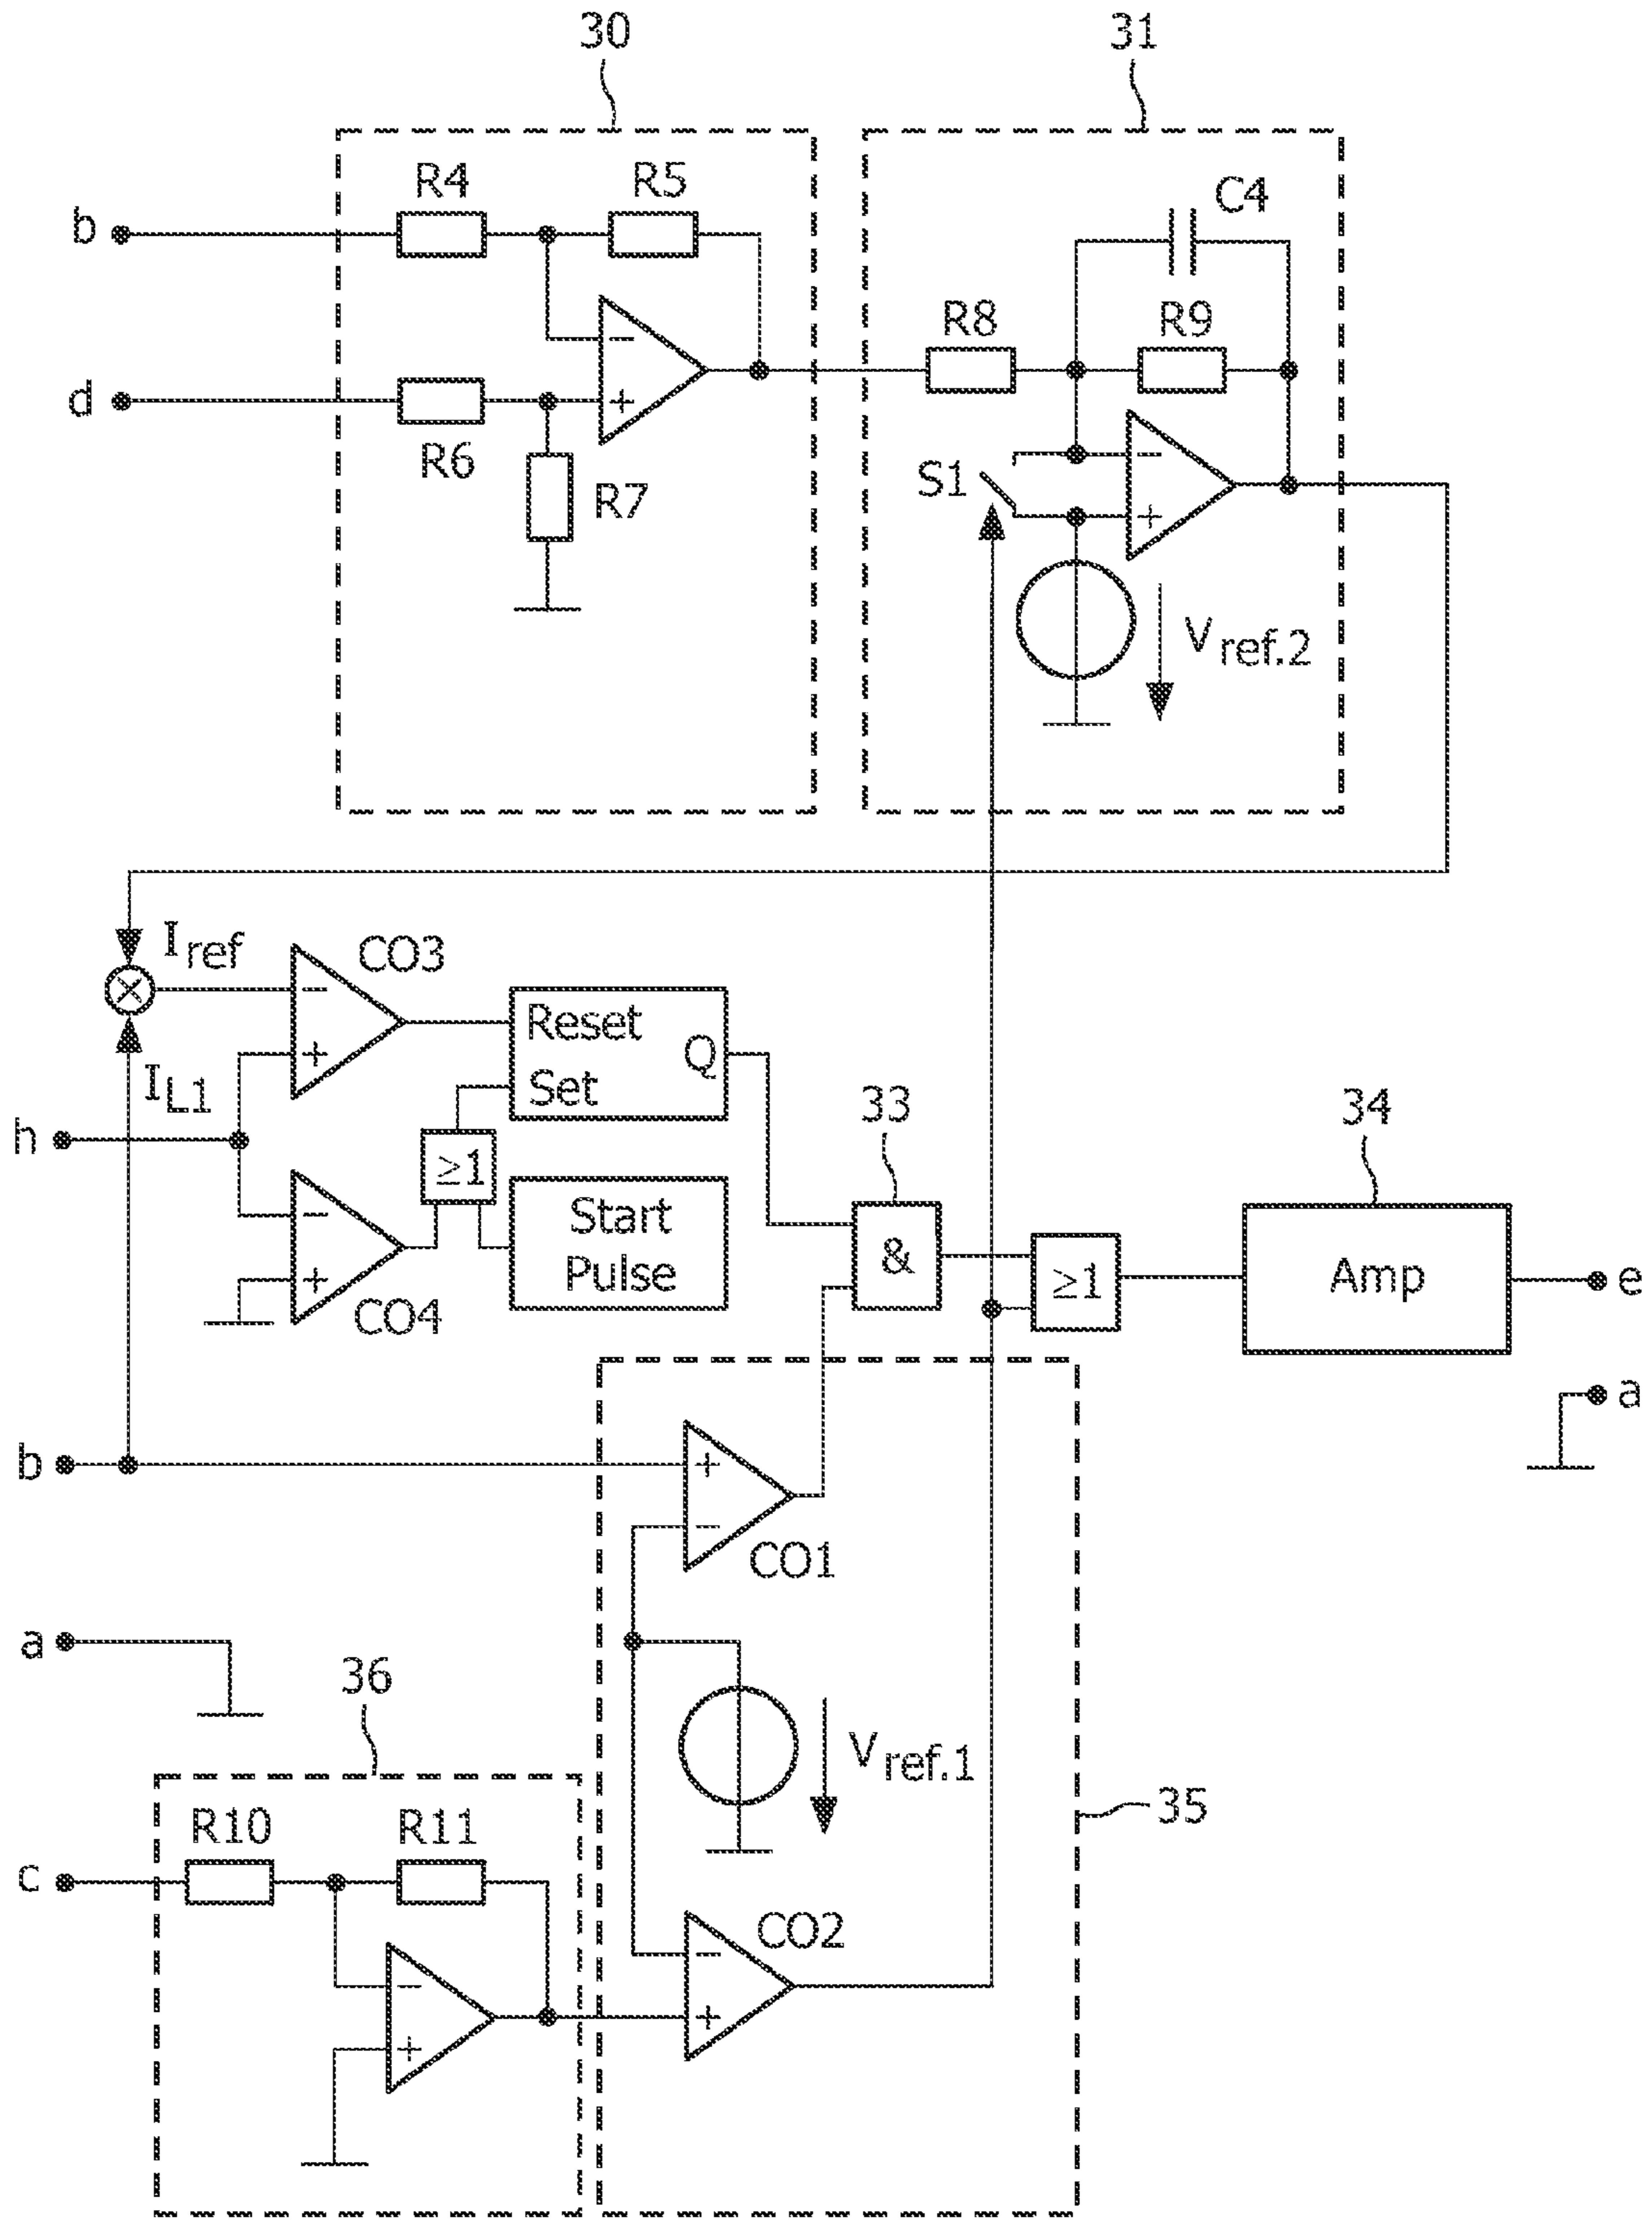 30
31
R4
R5
C4
b
R8
R9
−
d
+
R6
S1
−
R7
+
Vref.2
Iref
CO3
−
Reset
Q
+
Set
IL1
33
34
h
≥1
−
Start
Pulse
&
≥1
Amp
e
+
CO4
a
b
+
−
CO1
a
36
Vref.1
35
R10
R11
c
CO2
−
−
+
+